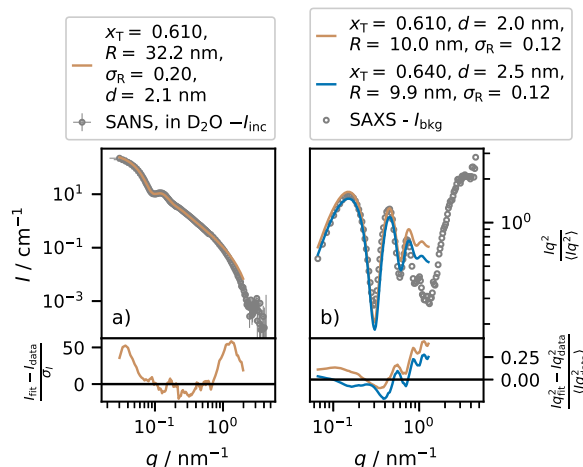 x_T = 0.610,
R = 32.2 nm,
σ_R = 0.20,
d = 2.1 nm
SANS, in D₂O −I_inc
x_T = 0.610, d = 2.0 nm,
R = 10.0 nm, σ_R = 0.12
x_T = 0.640, d = 2.5 nm,
R = 9.9 nm, σ_R = 0.12
SAXS - I_bkg
I / cm⁻¹
10¹
10⁻¹
10⁻³
a)
b)
10⁰
Iq² / ⟨Iq²⟩
(I_fit − I_data) / σ_I
50
0
0.25
0.00
10⁻¹
10⁰
q / nm⁻¹
10⁻¹
10⁰
q / nm⁻¹